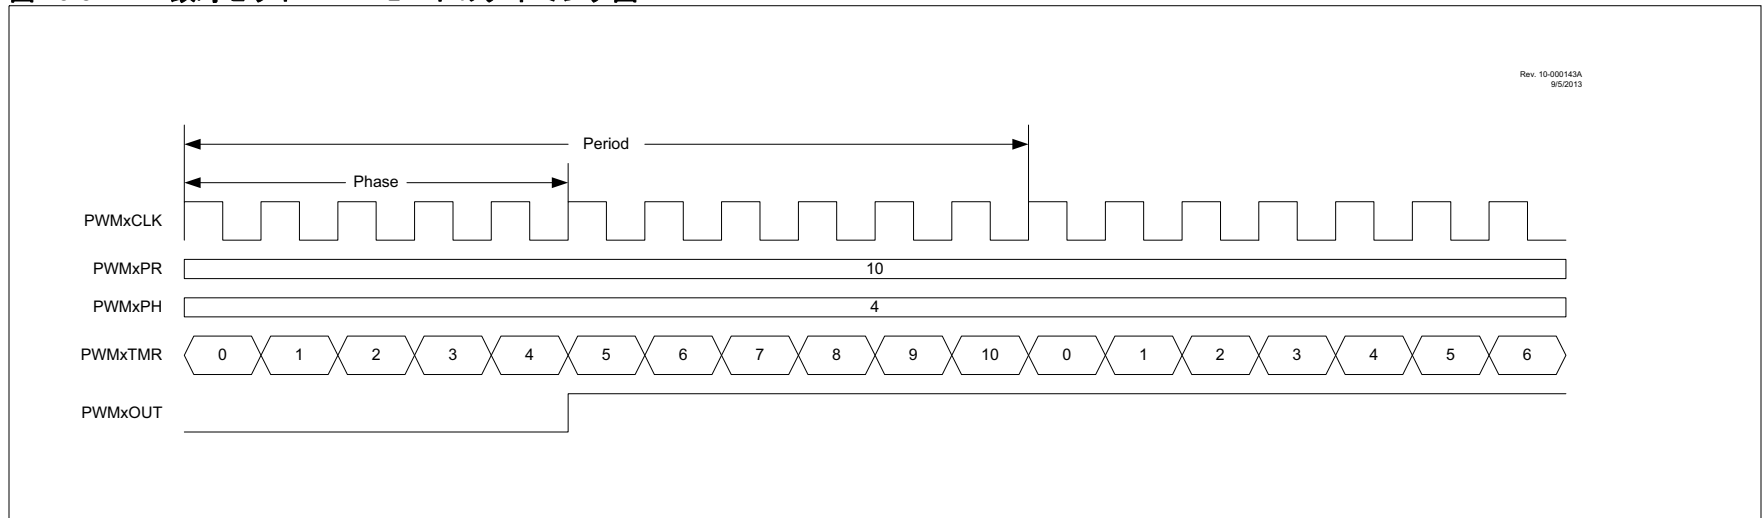 Rev. 10-000143A
9/5/2013
Period
Phase
PWMxCLK
PWMxPR
10
PWMxPH
4
PWMxTMR
0 1 2 3 4 5 6 7 8 9 10 0 1 2 3 4 5 6
PWMxOUT